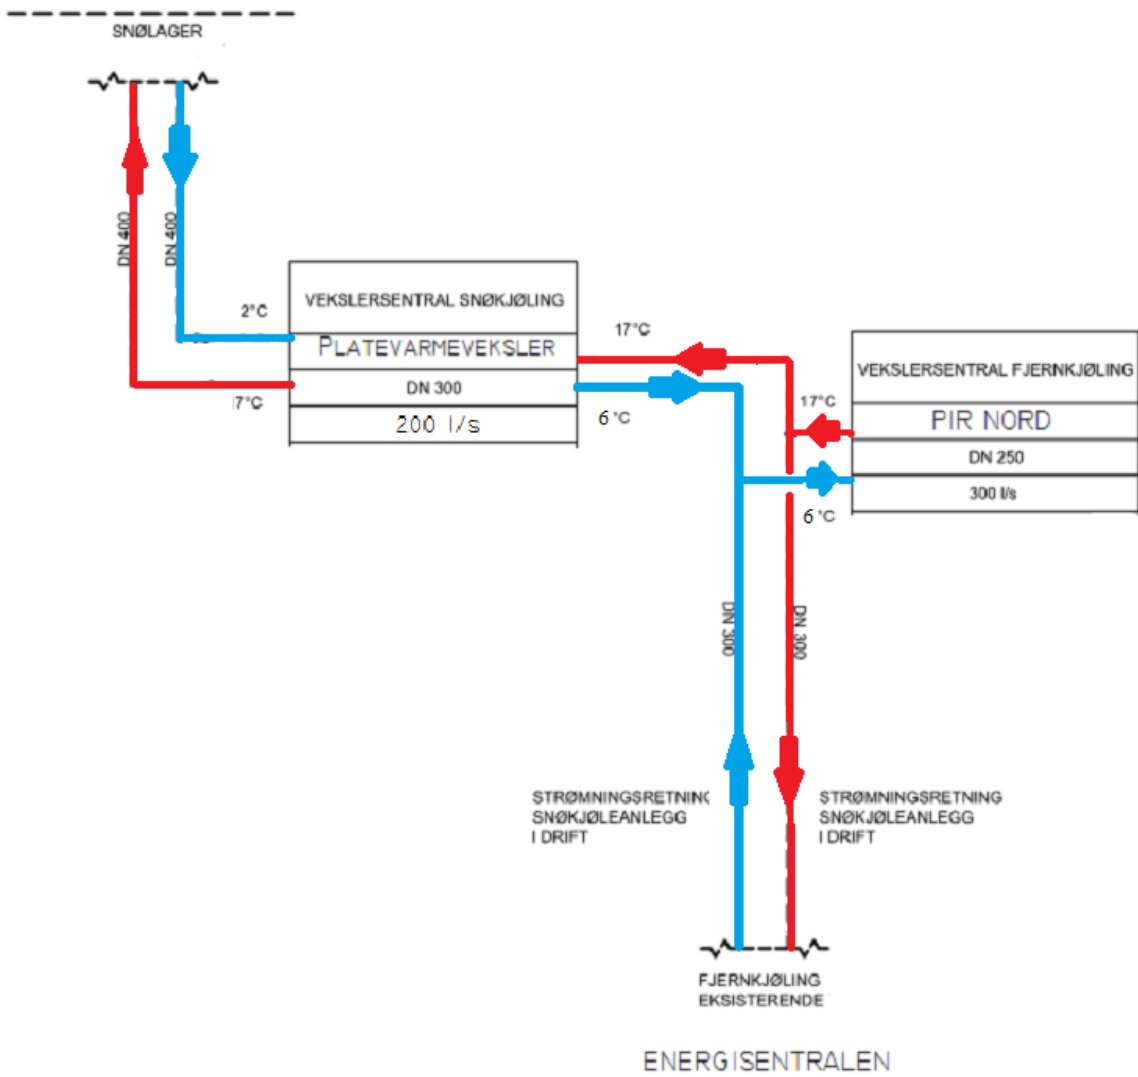 SNØLAGER
DN 400
DN 400
2°C
VEKSLERSENTRAL SNØKJØLING
PLATEVARMEVEKSLER
DN 300
200 l/s
17°C
6°C
17°C
VEKSLERSENTRAL FJERNKJØLING
PIR NORD
DN 250
300 l/s
17°C
6°C
DN 300
DN 300
STRØMNINGSRETNING
SNØKJØLEANLEGG
I DRIFT
STRØMNINGSRETNING
SNØKJØLEANLEGG
I DRIFT
FJERNKJØLING
EKSISTERENDE
ENERGISENTRALEN